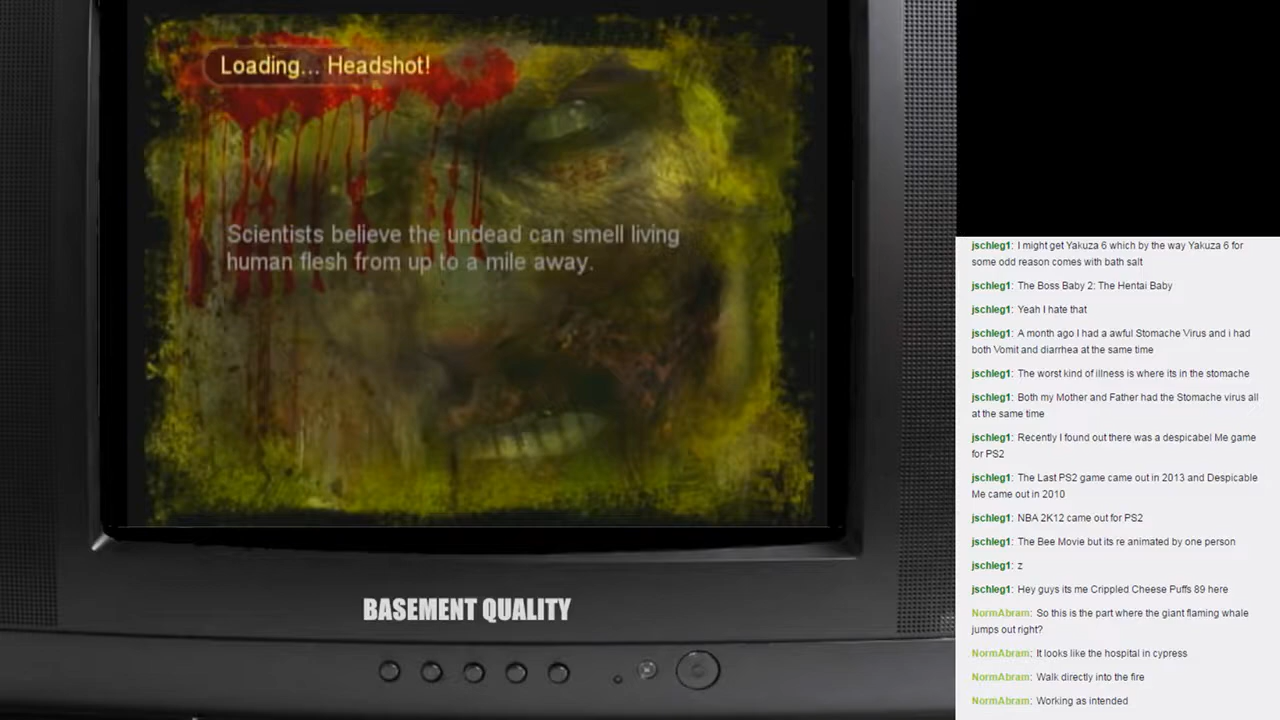 Loading... Headshot!
Scientists believe the undead can smell living
human flesh from up to a mile away.
BASEMENT QUALITY
jschleg1: I might get Yakuza 6 which by the way Yakuza 6 for
some odd reason comes with bath salt
jschleg1: The Boss Baby 2: The Hentai Baby
jschleg1: Yeah I hate that
jschleg1: A month ago I had a awful Stomache Virus and i had
both Vomit and diarrhea at the same time
jschleg1: The worst kind of illness is where its in the stomache
jschleg1: Both my Mother and Father had the Stomache virus all
at the same time
jschleg1: Recently I found out there was a despicabel Me game
for PS2
jschleg1: The Last PS2 game came out in 2013 and Despicable
Me came out in 2010
jschleg1: NBA 2K12 came out for PS2
jschleg1: The Bee Movie but its re animated by one person
jschleg1: z
jschleg1: Hey guys its me Crippled Cheese Puffs 89 here
NormAbram: So this is the part where the giant flaming whale
jumps out right?
NormAbram: It looks like the hospital in cypress
NormAbram: Walk directly into the fire
NormAbram: Working as intended